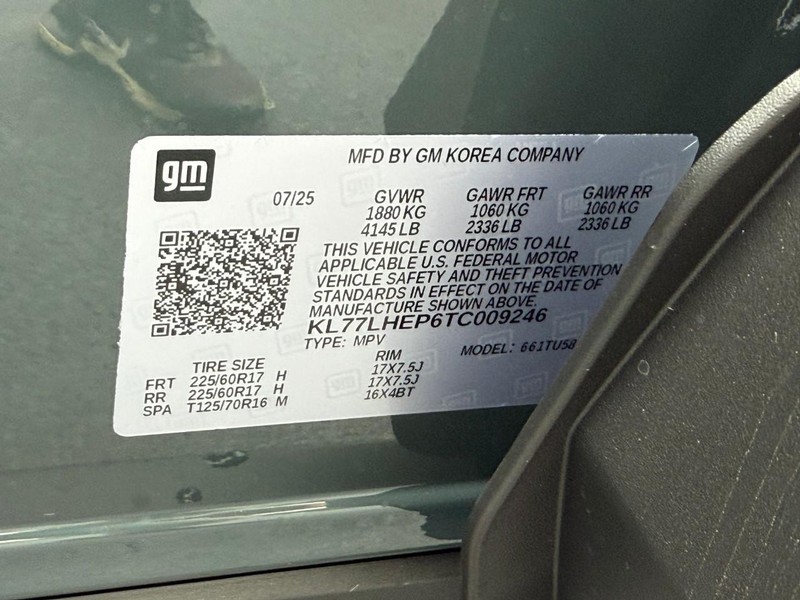 gm
MFD BY GM KOREA COMPANY
07/25 GVWR GAWR FRT GAWR RR
1880 KG 1060 KG 1060 KG
4145 LB 2336 LB 2336 LB
THIS VEHICLE CONFORMS TO ALL
APPLICABLE U.S. FEDERAL MOTOR
VEHICLE SAFETY AND THEFT PREVENTION
STANDARDS IN EFFECT ON THE DATE OF
MANUFACTURE SHOWN ABOVE.
KL77LHEP6TC009246
TYPE: MPV MODEL: 661TU58
TIRE SIZE RIM
FRT 225/60R17 H 17X7.5J
RR 225/60R17 H 17X7.5J
SPA T125/70R16 M 16X4BT